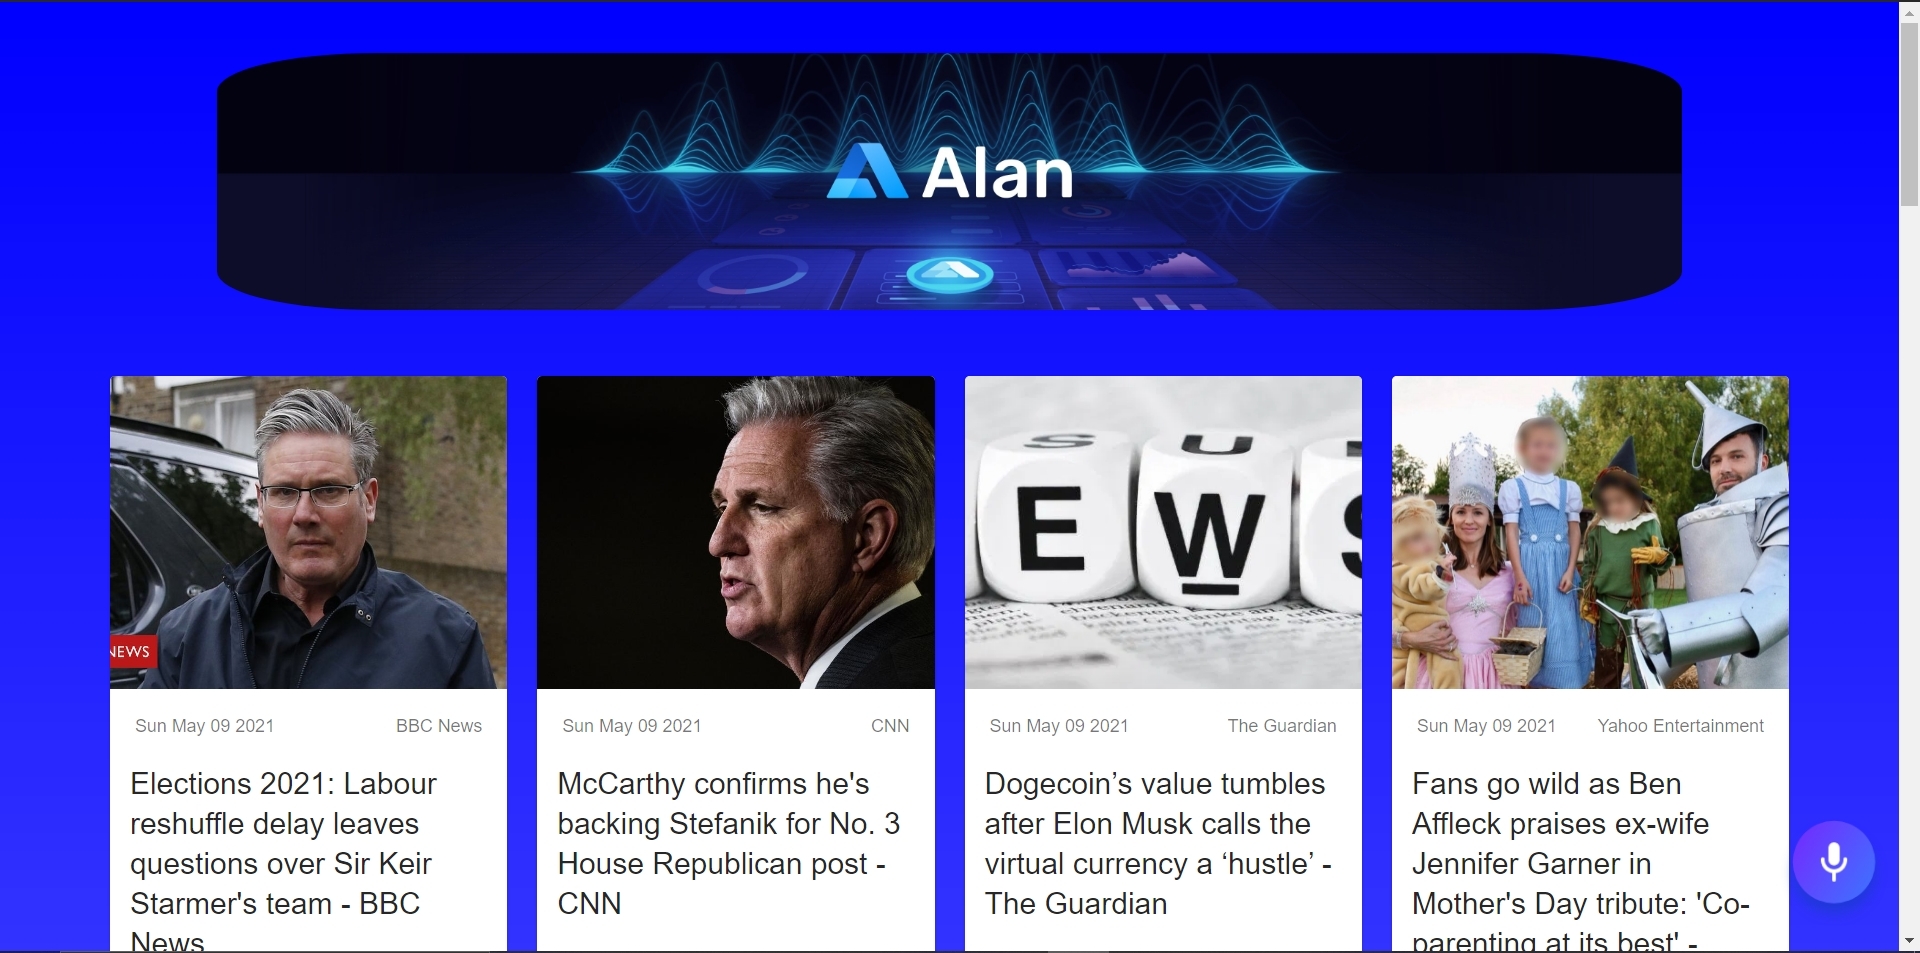 Alan
S
U
E
W
S
NEWS
Sun May 09 2021
BBC News
Elections 2021: Labour
reshuffle delay leaves
questions over Sir Keir
Starmer's team - BBC
News
Sun May 09 2021
CNN
McCarthy confirms he's
backing Stefanik for No. 3
House Republican post -
CNN
Sun May 09 2021
The Guardian
Dogecoin’s value tumbles
after Elon Musk calls the
virtual currency a ‘hustle’ -
The Guardian
Sun May 09 2021
Yahoo Entertainment
Fans go wild as Ben
Affleck praises ex-wife
Jennifer Garner in
Mother's Day tribute: 'Co-
parenting at its best' -